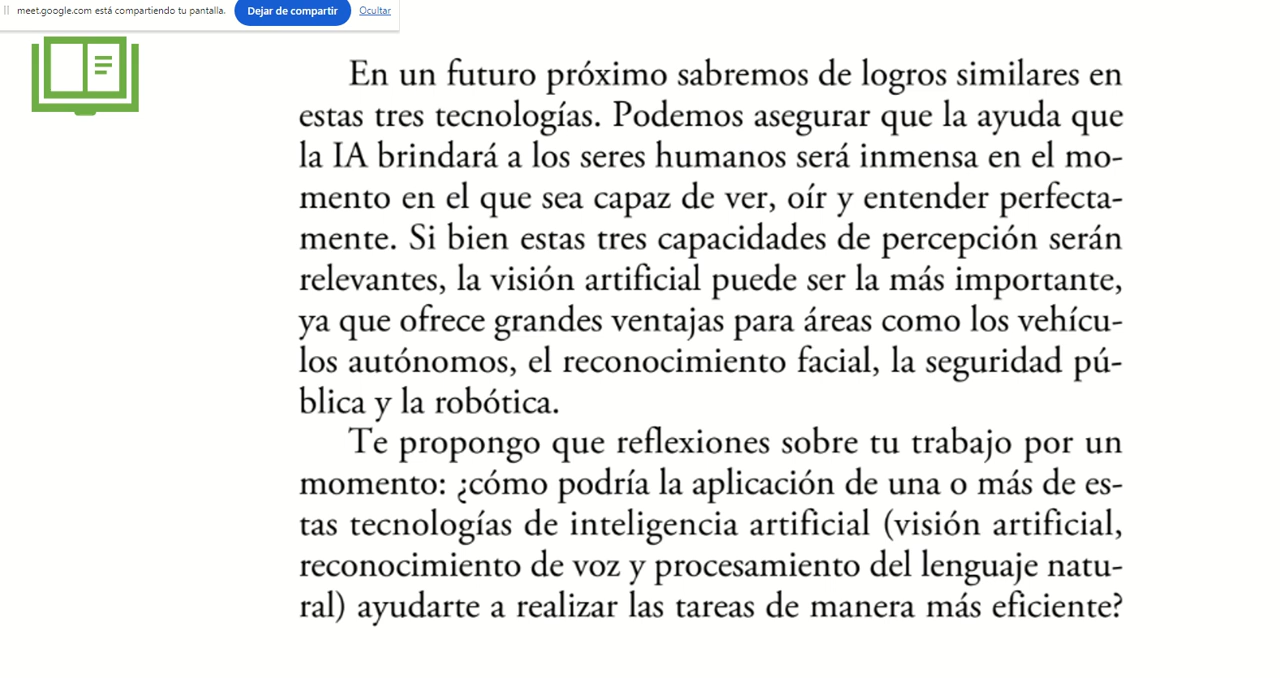 meet.google.com está compartiendo tu pantalla.
Dejar de compartir
Ocultar
En un futuro próximo sabremos de logros similares en
estas tres tecnologías. Podemos asegurar que la ayuda que
la IA brindará a los seres humanos será inmensa en el mo-
mento en el que sea capaz de ver, oír y entender perfecta-
mente. Si bien estas tres capacidades de percepción serán
relevantes, la visión artificial puede ser la más importante,
ya que ofrece grandes ventajas para áreas como los vehícu-
los autónomos, el reconocimiento facial, la seguridad pú-
blica y la robótica.
Te propongo que reflexiones sobre tu trabajo por un
momento: ¿cómo podría la aplicación de una o más de es-
tas tecnologías de inteligencia artificial (visión artificial,
reconocimiento de voz y procesamiento del lenguaje natu-
ral) ayudarte a realizar las tareas de manera más eficiente?